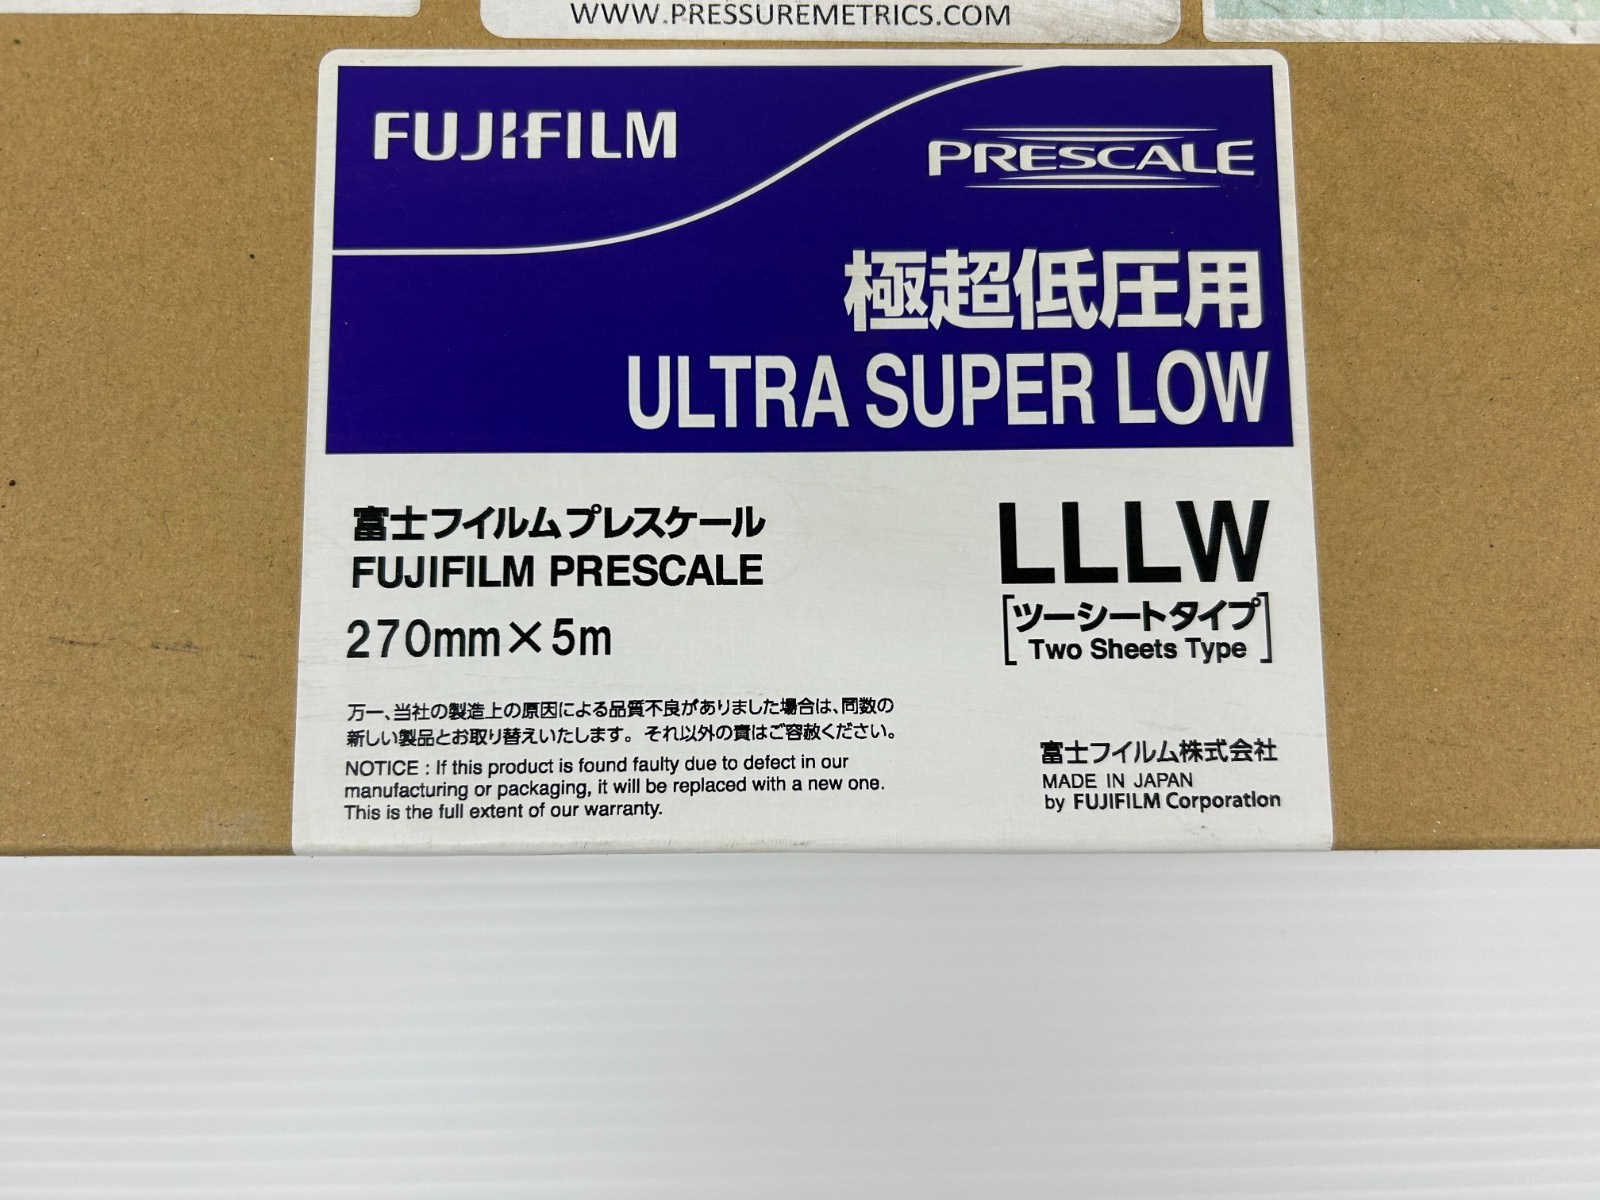 WWW.PRESSUREMETRICS.COM
FUJIFILM
PRESCALE
極超低圧用
ULTRA SUPER LOW
富士フイルムプレスケール
FUJIFILM PRESCALE
270mm×5m
LLLW
[ツーシートタイプ
Two Sheets Type]
万一、当社の製造上の原因による品質不良がありました場合は、同数の
新しい製品とお取り替えいたします。それ以外の責はご容赦ください。
NOTICE : If this product is found faulty due to defect in our
manufacturing or packaging, it will be replaced with a new one.
This is the full extent of our warranty.
富士フイルム株式会社
MADE IN JAPAN
by FUJIFILM Corporation